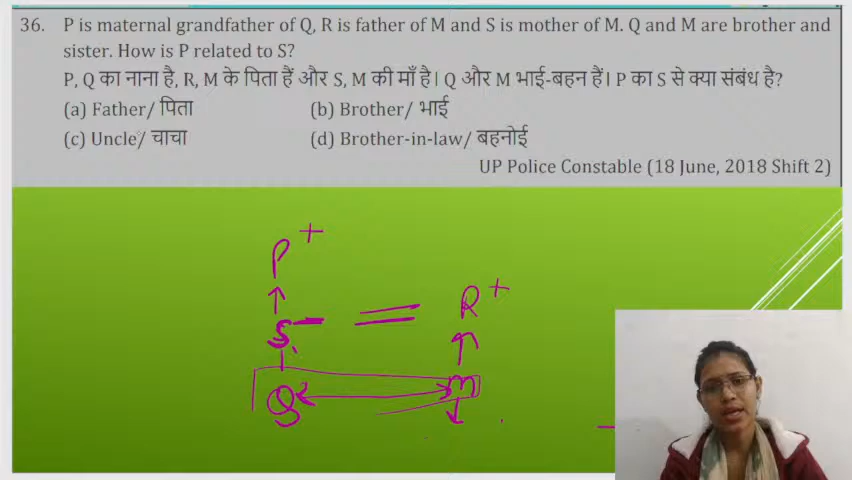 36. P is maternal grandfather of Q, R is father of M and S is mother of M. Q and M are brother and
sister. How is P related to S?
P, Q का नाना है, R, M के पिता हैं और S, M की माँ है। Q और M भाई-बहन हैं। P का S से क्या संबंध है?
(a) Father/ पिता (b) Brother/ भाई
(c) Uncle/ चाचा (d) Brother-in-law/ बहनोई
UP Police Constable (18 June, 2018 Shift 2)
P +
R +
S - =
Q m